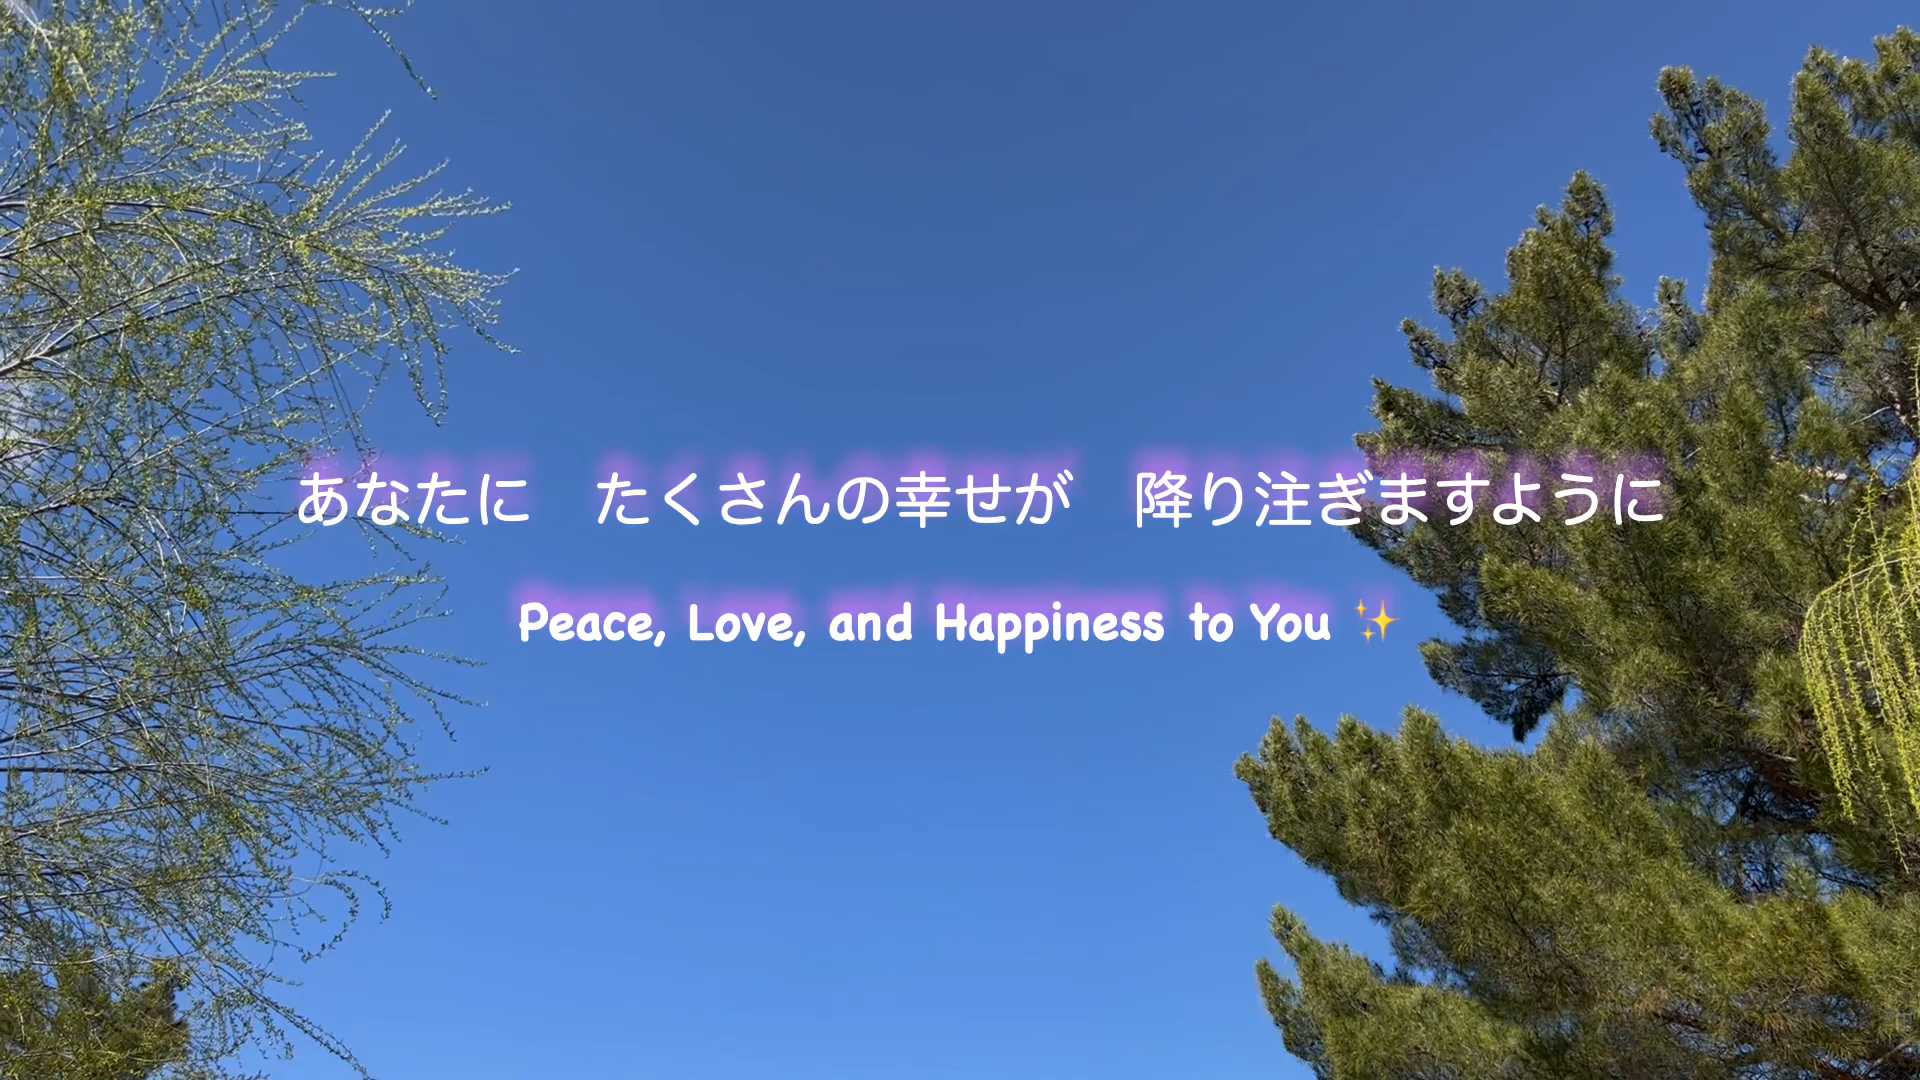 あなたに　たくさんの幸せが　降り注ぎますように
Peace, Love, and Happiness to You ✨